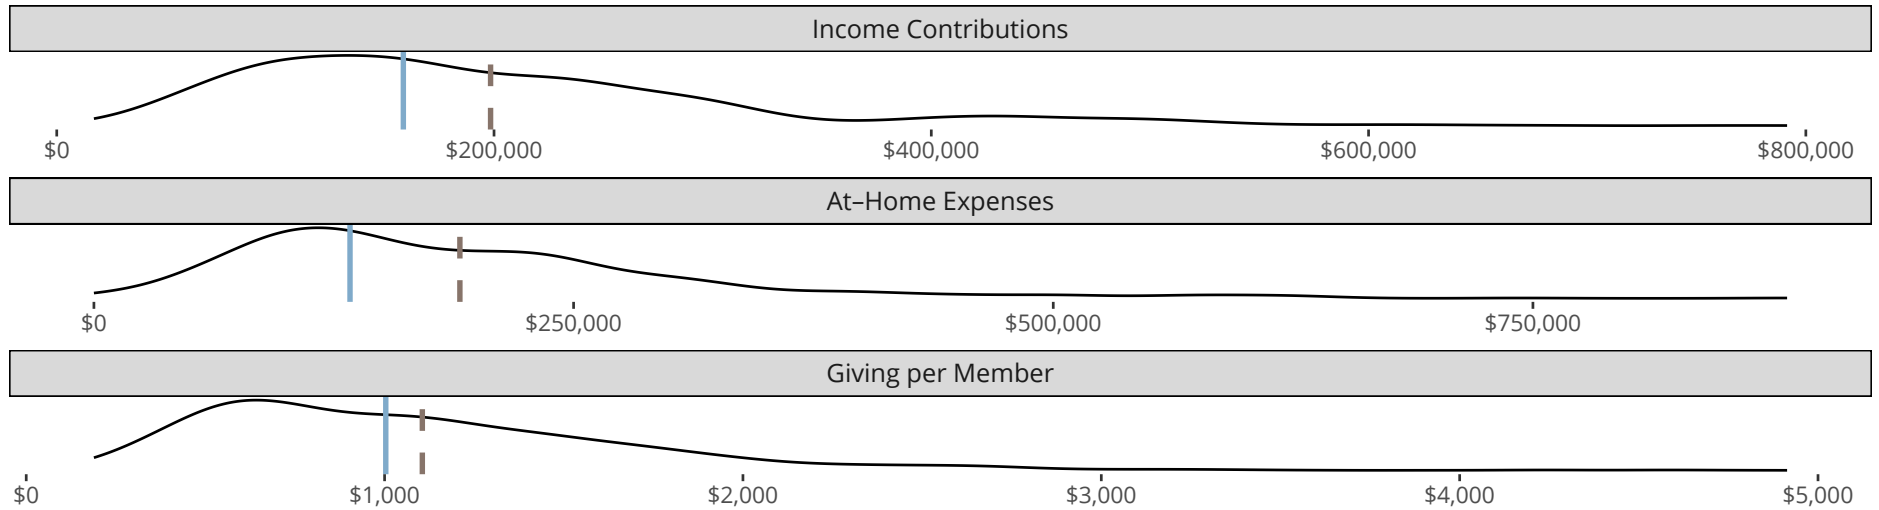 Income Contributions
$0 $200,000 $400,000 $600,000 $800,000
At–Home Expenses
$0 $250,000 $500,000 $750,000
Giving per Member
$0 $1,000 $2,000 $3,000 $4,000 $5,000